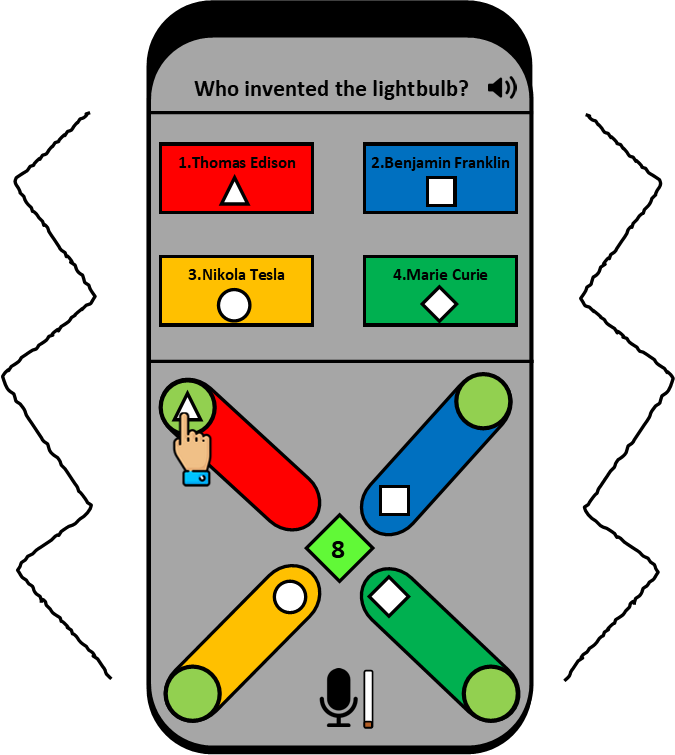 Who invented the lightbulb?
1.Thomas Edison
2.Benjamin Franklin
3.Nikola Tesla
4.Marie Curie
8